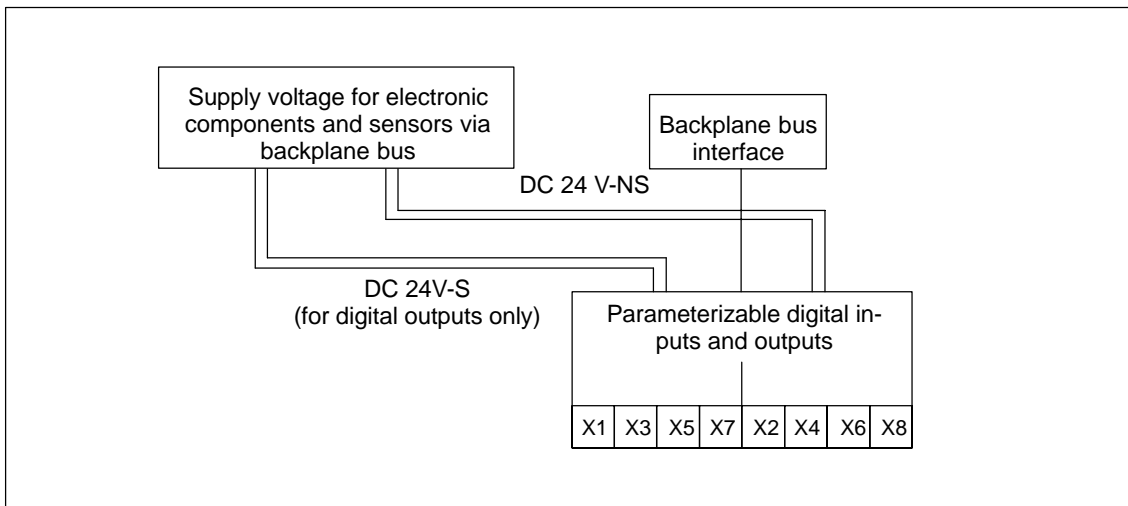 Supply voltage for electronic
components and sensors via
backplane bus
Backplane bus
interface
DC 24 V-NS
DC 24V-S
(for digital outputs only)
Parameterizable digital in-
puts and outputs
X1 X3 X5 X7 X2 X4 X6 X8